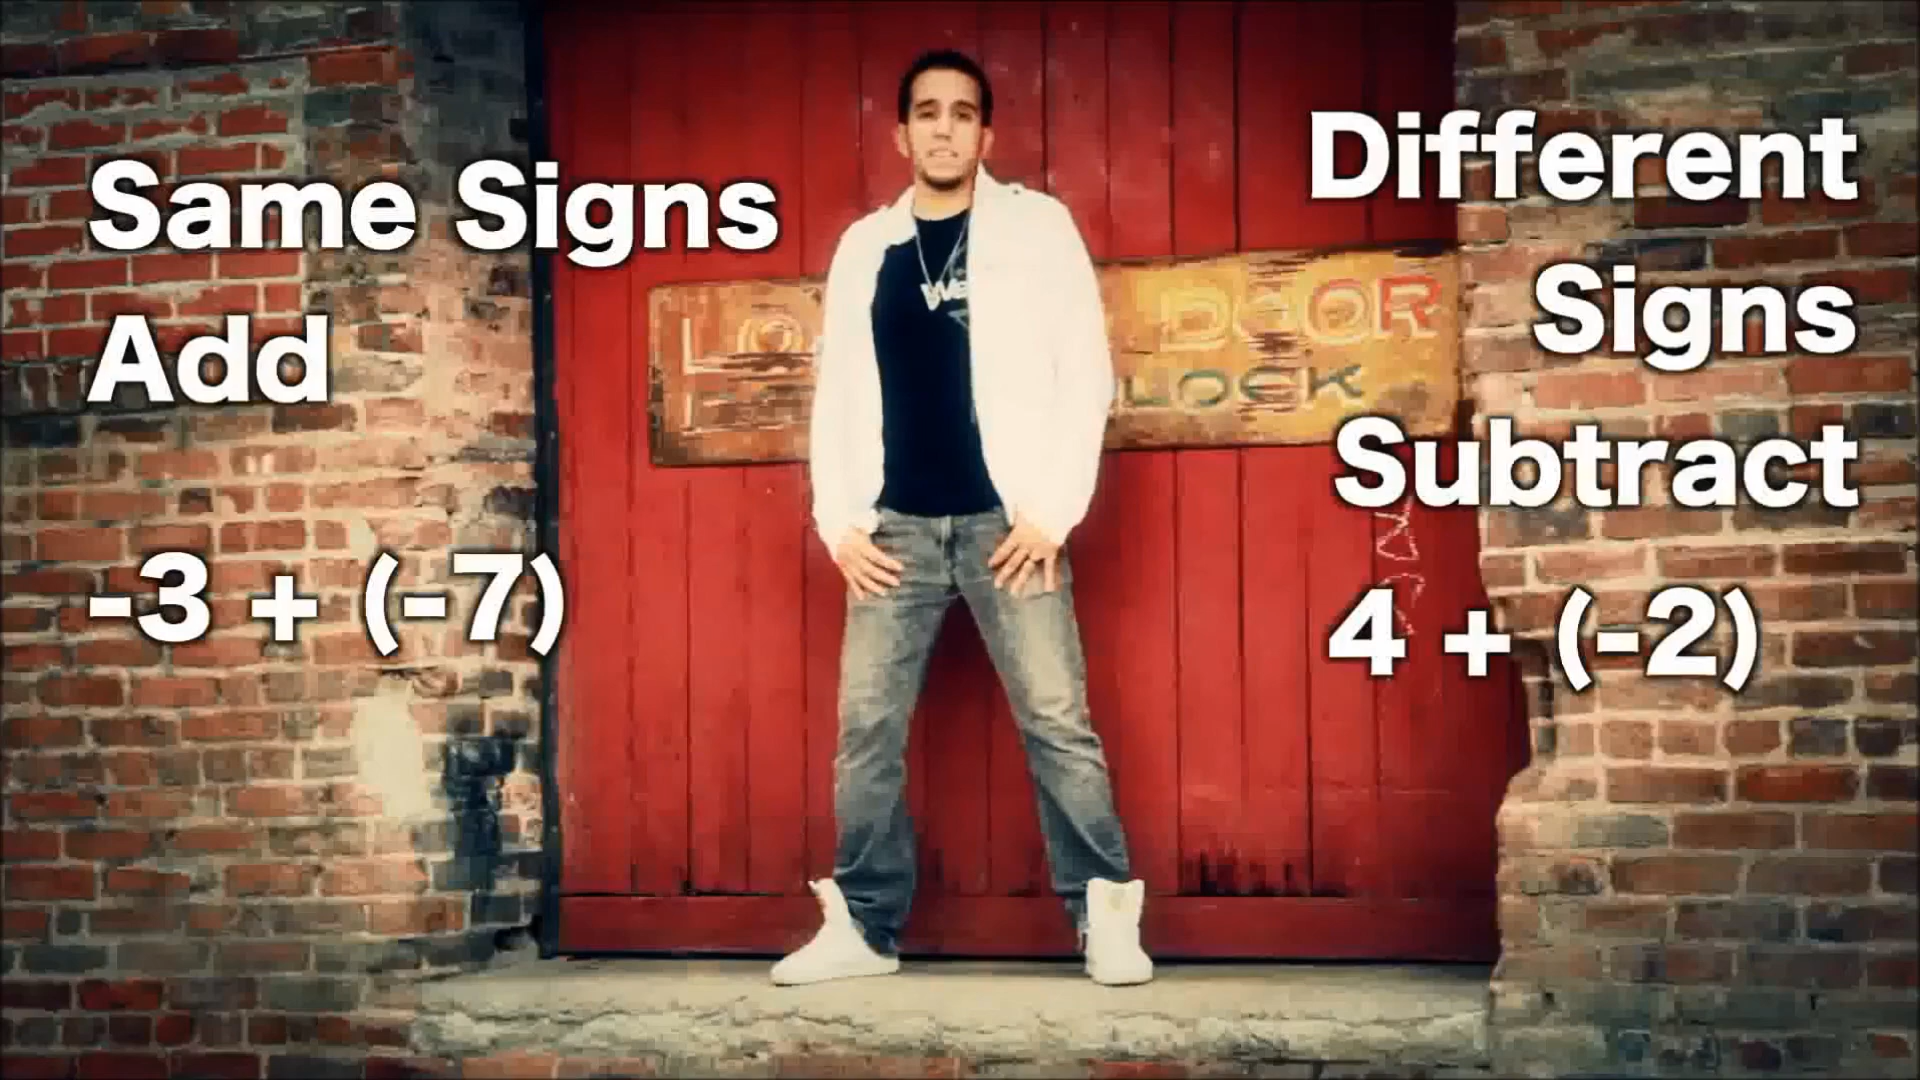 Same Signs
Add
-3 + (-7)
Different
Signs
Subtract
4 + (-2)
DOOR
LOCK